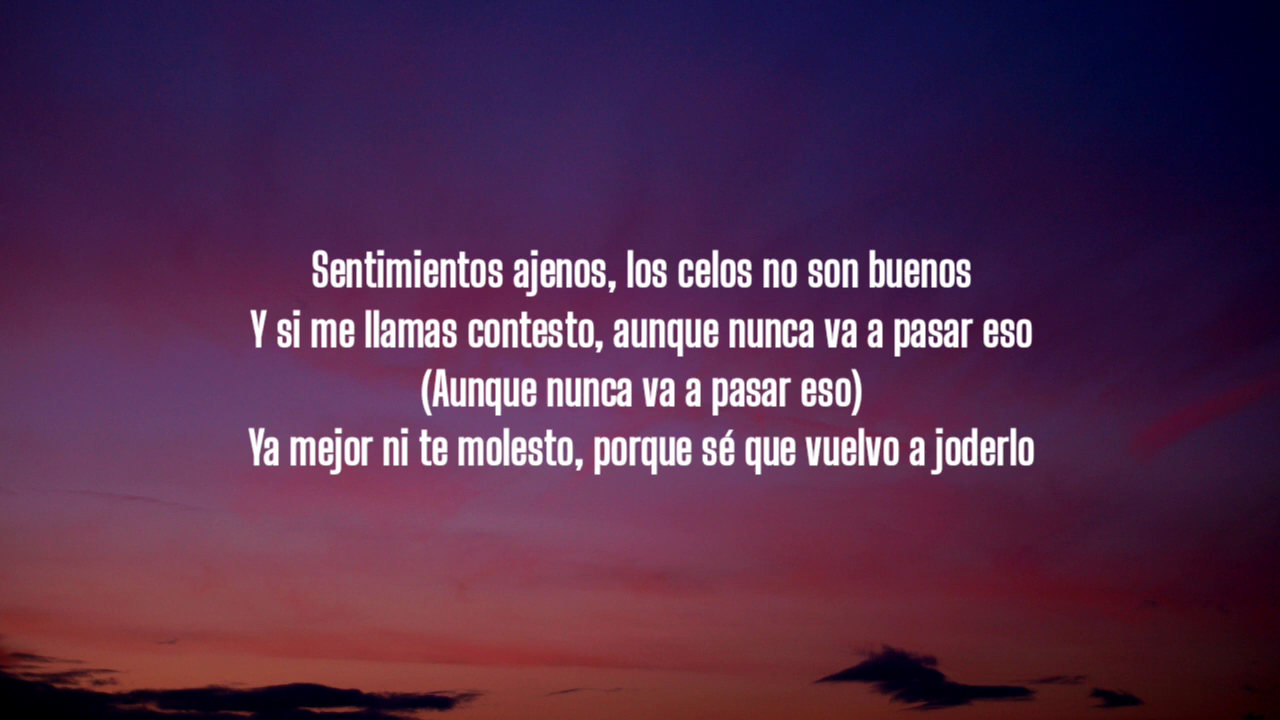 Sentimientos ajenos, los celos no son buenos
Y si me llamas contesto, aunque nunca va a pasar eso
(Aunque nunca va a pasar eso)
Ya mejor ni te molesto, porque sé que vuelvo a joderlo